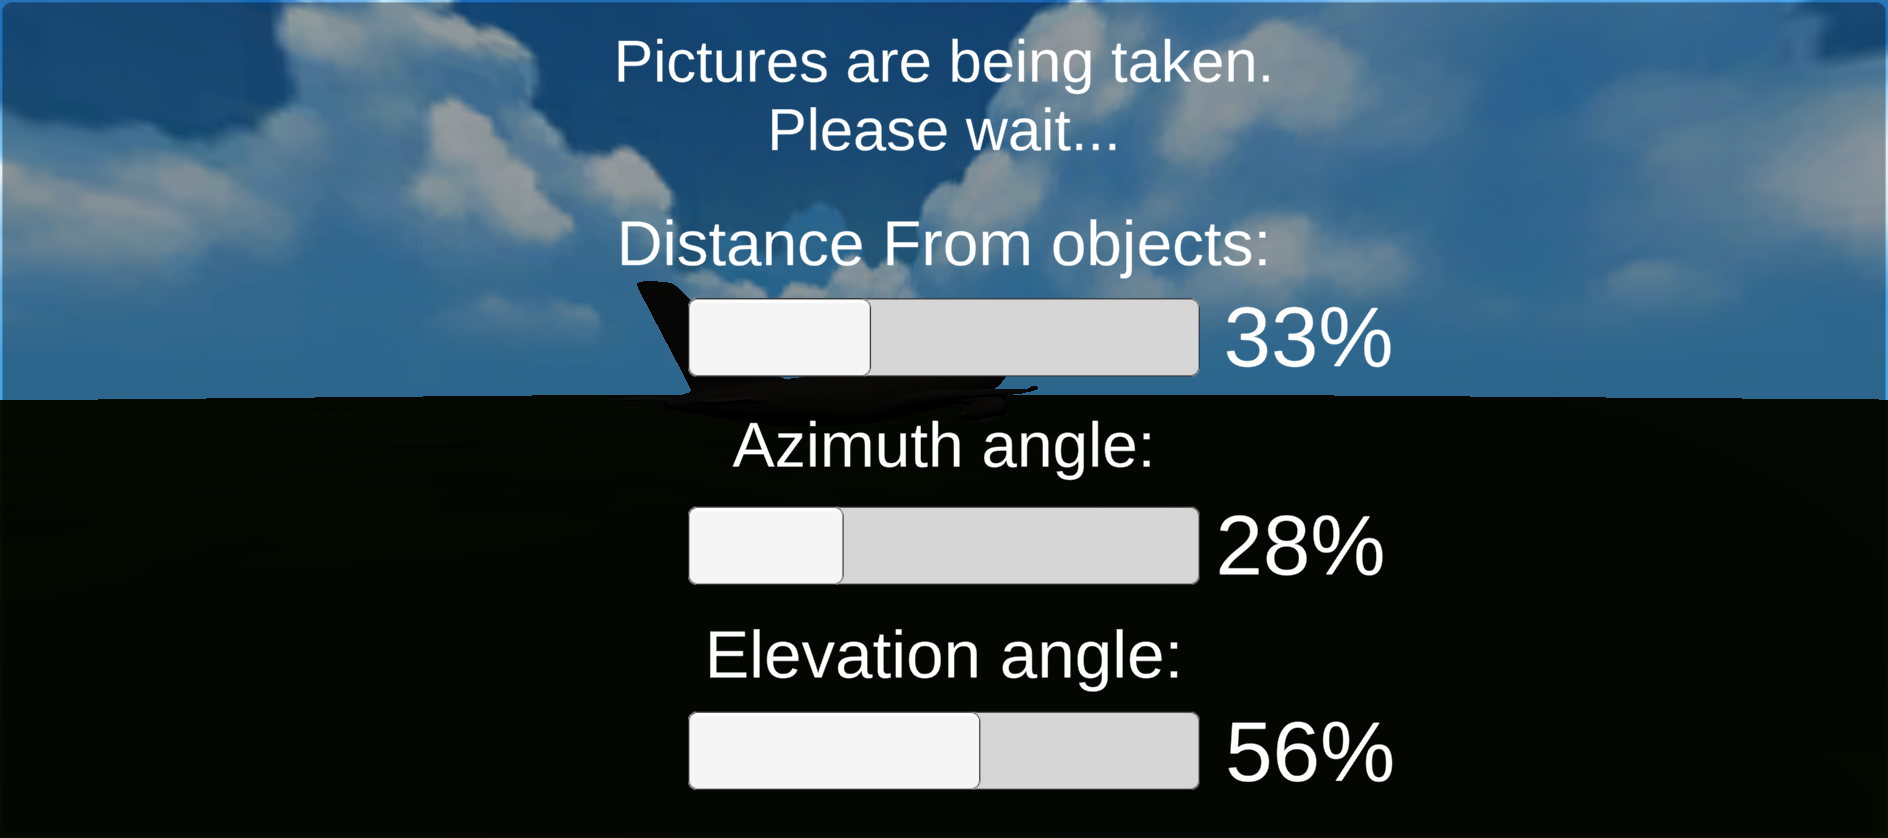 Pictures are being taken.
Please wait...
Distance From objects:
33%
Azimuth angle:
28%
Elevation angle:
56%